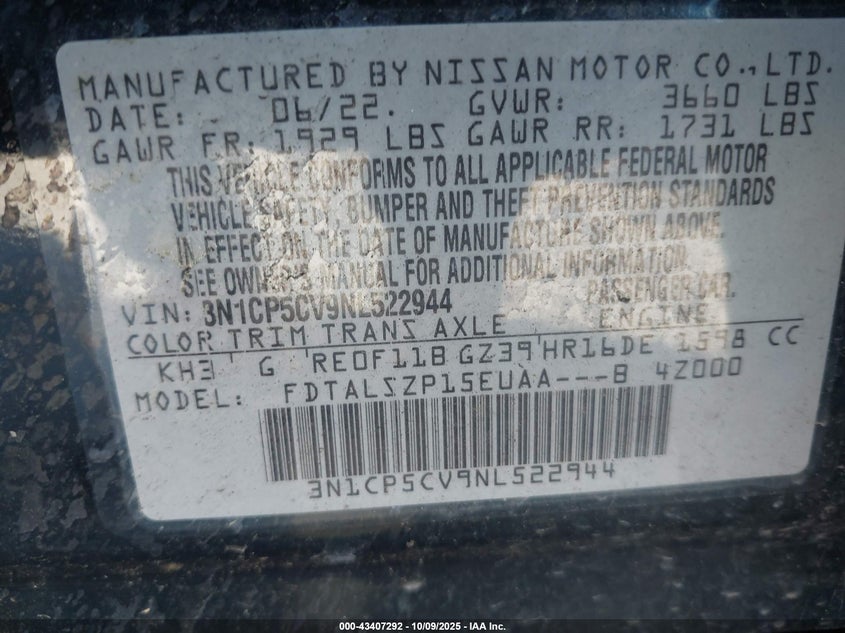 MANUFACTURED BY NISSAN MOTOR CO., LTD.
DATE: 06/22. GVWR: 3660 LBS
GAWR FR: 1929 LBS GAWR RR: 1731 LBS
THIS VEHICLE CONFORMS TO ALL APPLICABLE FEDERAL MOTOR
VEHICLE SAFETY, BUMPER AND THEFT PREVENTION STANDARDS
IN EFFECT ON THE DATE OF MANUFACTURE SHOWN ABOVE.
SEE OWNER'S MANUAL FOR ADDITIONAL INFORMATION.
VIN: 3N1CP5CV9NL522944 PASSENGER CAR.
COLOR TRIM TRANS AXLE ENGINE
KH3 G RE0F11B GZ39 HR16DE 1598 CC
MODEL: FDTALSZP15EUAA---B 4Z000
3N1CP5CV9NL522944
000-43407292 - 10/09/2025 - IAA Inc.